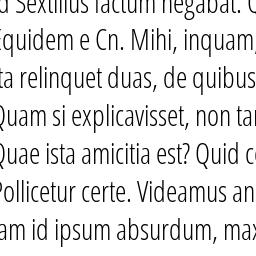 d Sextilius factum negabat. C
Equidem e Cn. Mihi, inquam,
ta relinquet duas, de quibus
Quam si explicavisset, non tan
Quae ista amicitia est? Quid c
Pollicetur certe. Videamus an
am id ipsum absurdum, max